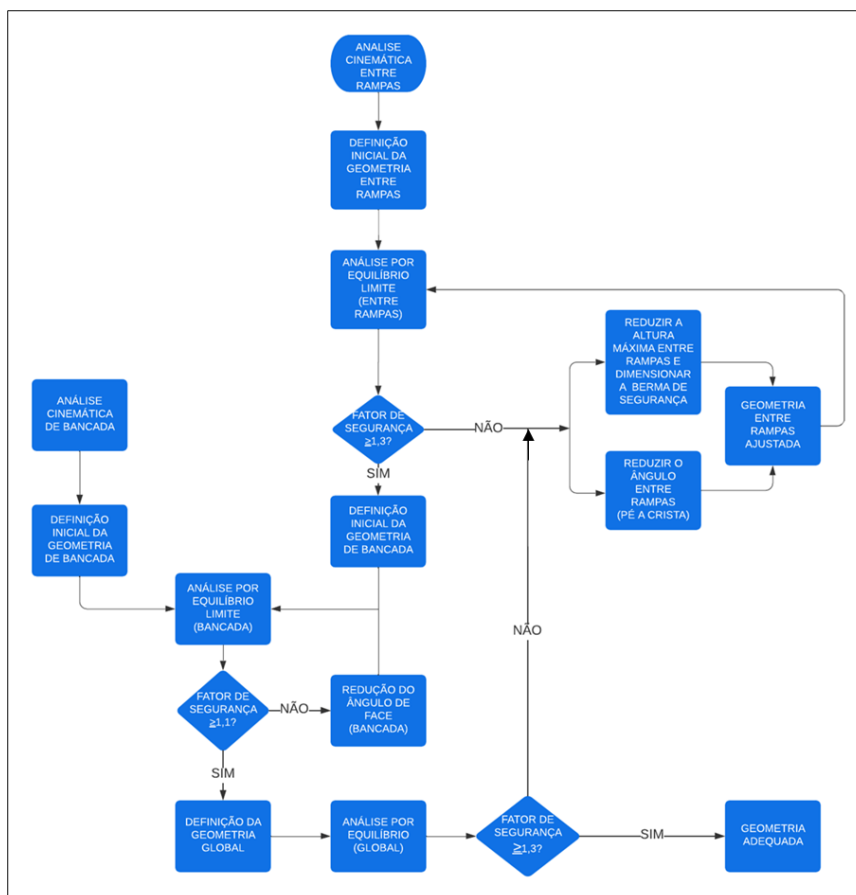 ANALISE
CINEMÁTICA
ENTRE
RAMPAS
DEFINIÇÃO
INICIAL DA
GEOMETRIA
ENTRE
RAMPAS
ANÁLISE POR
EQUILÍBRIO
LIMITE
(ENTRE
RAMPAS)
REDUZIR A
ALTURA
MÁXIMA ENTRE
RAMPAS E
DIMENSIONAR
A BERMA DE
SEGURANÇA
ANÁLISE
CINEMÁTICA
DE BANCADA
FATOR DE
SEGURANÇA
≥1,3?
NÃO
GEOMETRIA
ENTRE
RAMPAS
AJUSTADA
SIM
REDUZIR O
ÂNGULO
ENTRE
RAMPAS
(PÉ A CRISTA)
DEFINIÇÃO
INICIAL DA
GEOMETRIA
DE BANCADA
DEFINIÇÃO
INICIAL DA
GEOMETRIA
DE BANCADA
ANÁLISE POR
EQUILÍBRIO
LIMITE
(BANCADA)
NÃO
FATOR DE
SEGURANÇA
≥1,1?
NÃO
REDUÇÃO DO
ÂNGULO DE
FACE
(BANCADA)
SIM
DEFINIÇÃO DA
GEOMETRIA
GLOBAL
ANÁLISE POR
EQUILÍBRIO
(GLOBAL)
FATOR DE
SEGURANÇA
≥1,3?
SIM
GEOMETRIA
ADEQUADA